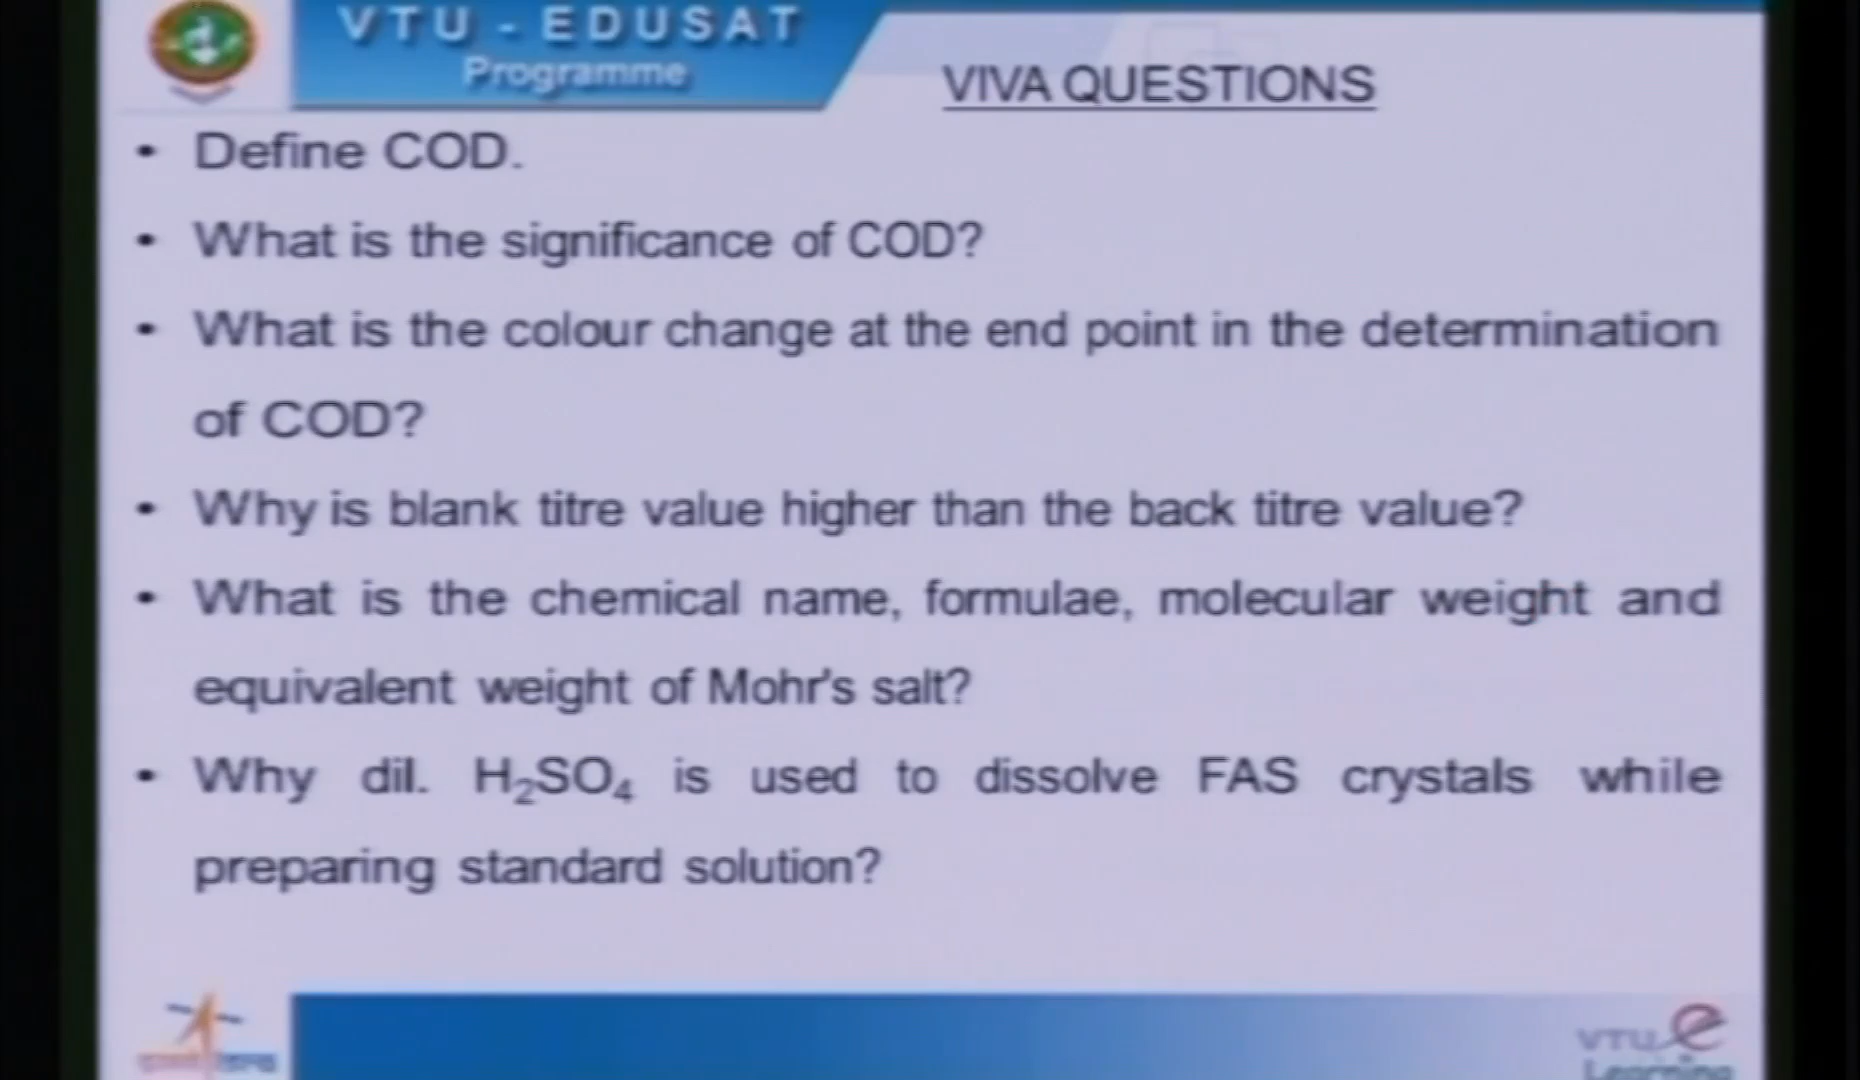 VTU - EDUSAT
Programme
VIVA QUESTIONS
• Define COD.
• What is the significance of COD?
• What is the colour change at the end point in the determination
of COD?
• Why is blank titre value higher than the back titre value?
• What is the chemical name, formulae, molecular weight and
equivalent weight of Mohr's salt?
• Why dil. H₂SO₄ is used to dissolve FAS crystals while
preparing standard solution?
VTU e
Learning